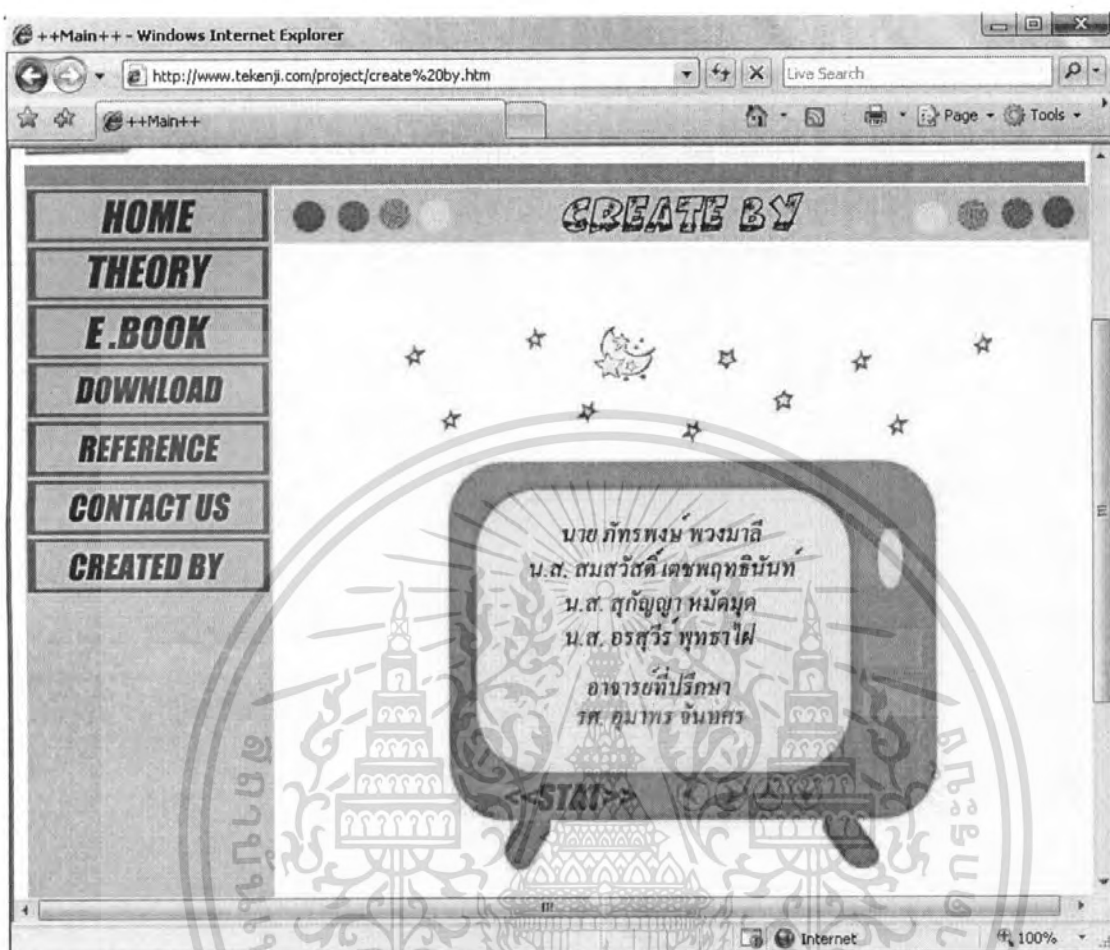 ++Main++ - Windows Internet Explorer
http://www.tekenji.com/project/create%20by.htm
Live Search
++Main++
Page
Tools
HOME
CREATE BY
THEORY
E.BOOK
DOWNLOAD
REFERENCE
CONTACT US
CREATED BY
นาย ภัทรพงษ์ พวงมาลี
น.ส. สมสวัสดิ์ เตชพฤทธินันท์
น.ส. สุกัญญา หมัดมุด
น.ส. อรสุวีร์ พุทธาไฝ่
อาจารย์ที่ปรึกษา
รศ. อุมาพร จันทศร
<<STAT>>
Internet
100%